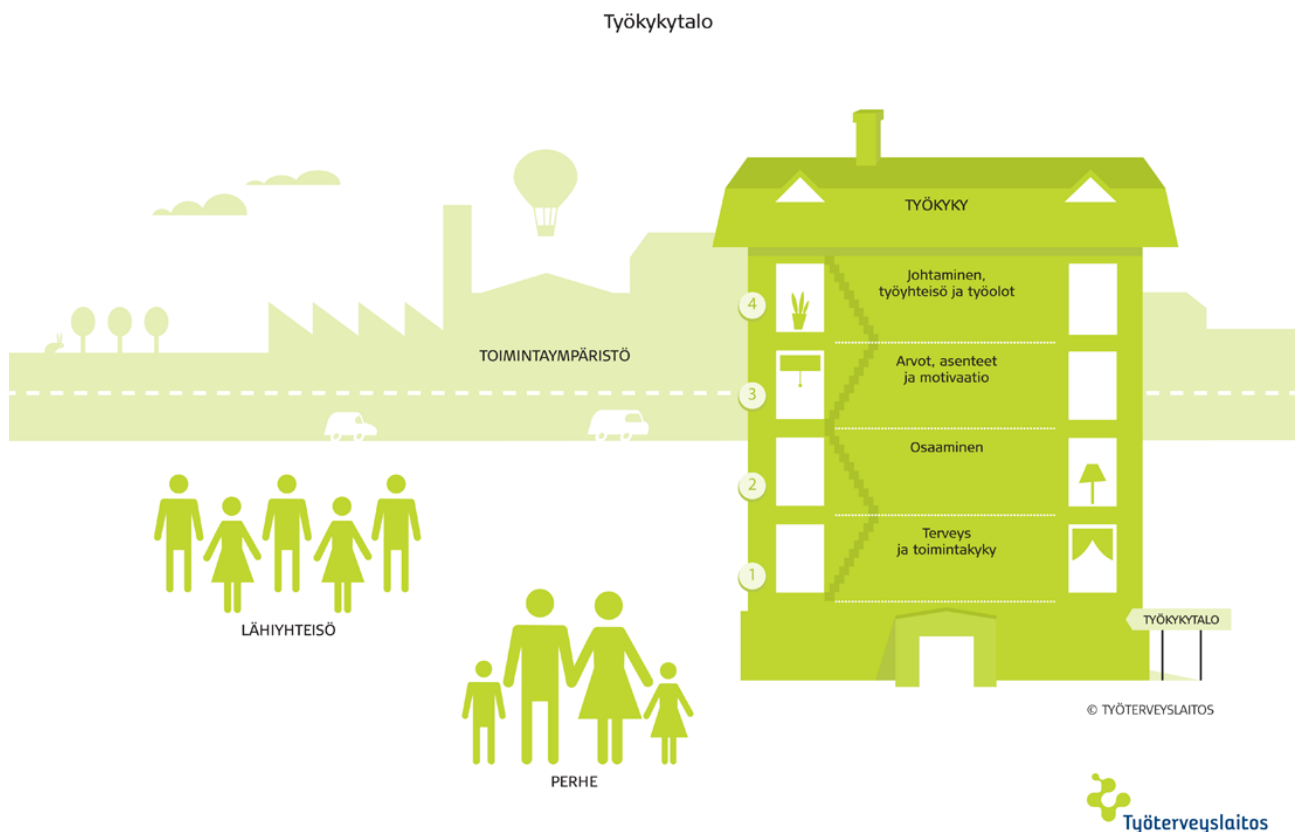 Työkykytalo
TYÖKYKY
4
Johtaminen,
työyhteisö ja työolot
TOIMINTAYMPÄRISTÖ
3
Arvot, asenteet
ja motivaatio
2
Osaaminen
1
Terveys
ja toimintakyky
LÄHIYHTEISÖ
TYÖKYKYTALO
PERHE
© TYÖTERVEYSLAITOS
Työterveyslaitos